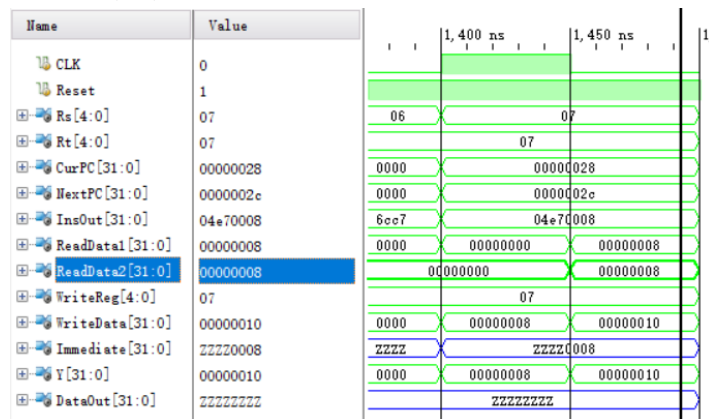 Name Value
1,400 ns 1,450 ns 1
CLK 0
Reset 1
Rs[4:0] 07 06 07
Rt[4:0] 07 07
CurPC[31:0] 00000028 0000 00000028
NextPC[31:0] 0000002c 0000 0000002c
InsOut[31:0] 04e70008 6cc7 04e70008
ReadData1[31:0] 00000008 0000 00000000 00000008
ReadData2[31:0] 00000008 00000000 00000008
WriteReg[4:0] 07 07
WriteData[31:0] 00000010 0000 00000008 00000010
Immediate[31:0] ZZZZ0008 ZZZZ ZZZZ0008
Y[31:0] 00000010 0000 00000008 00000010
DataOut[31:0] ZZZZZZZZ ZZZZZZZZ